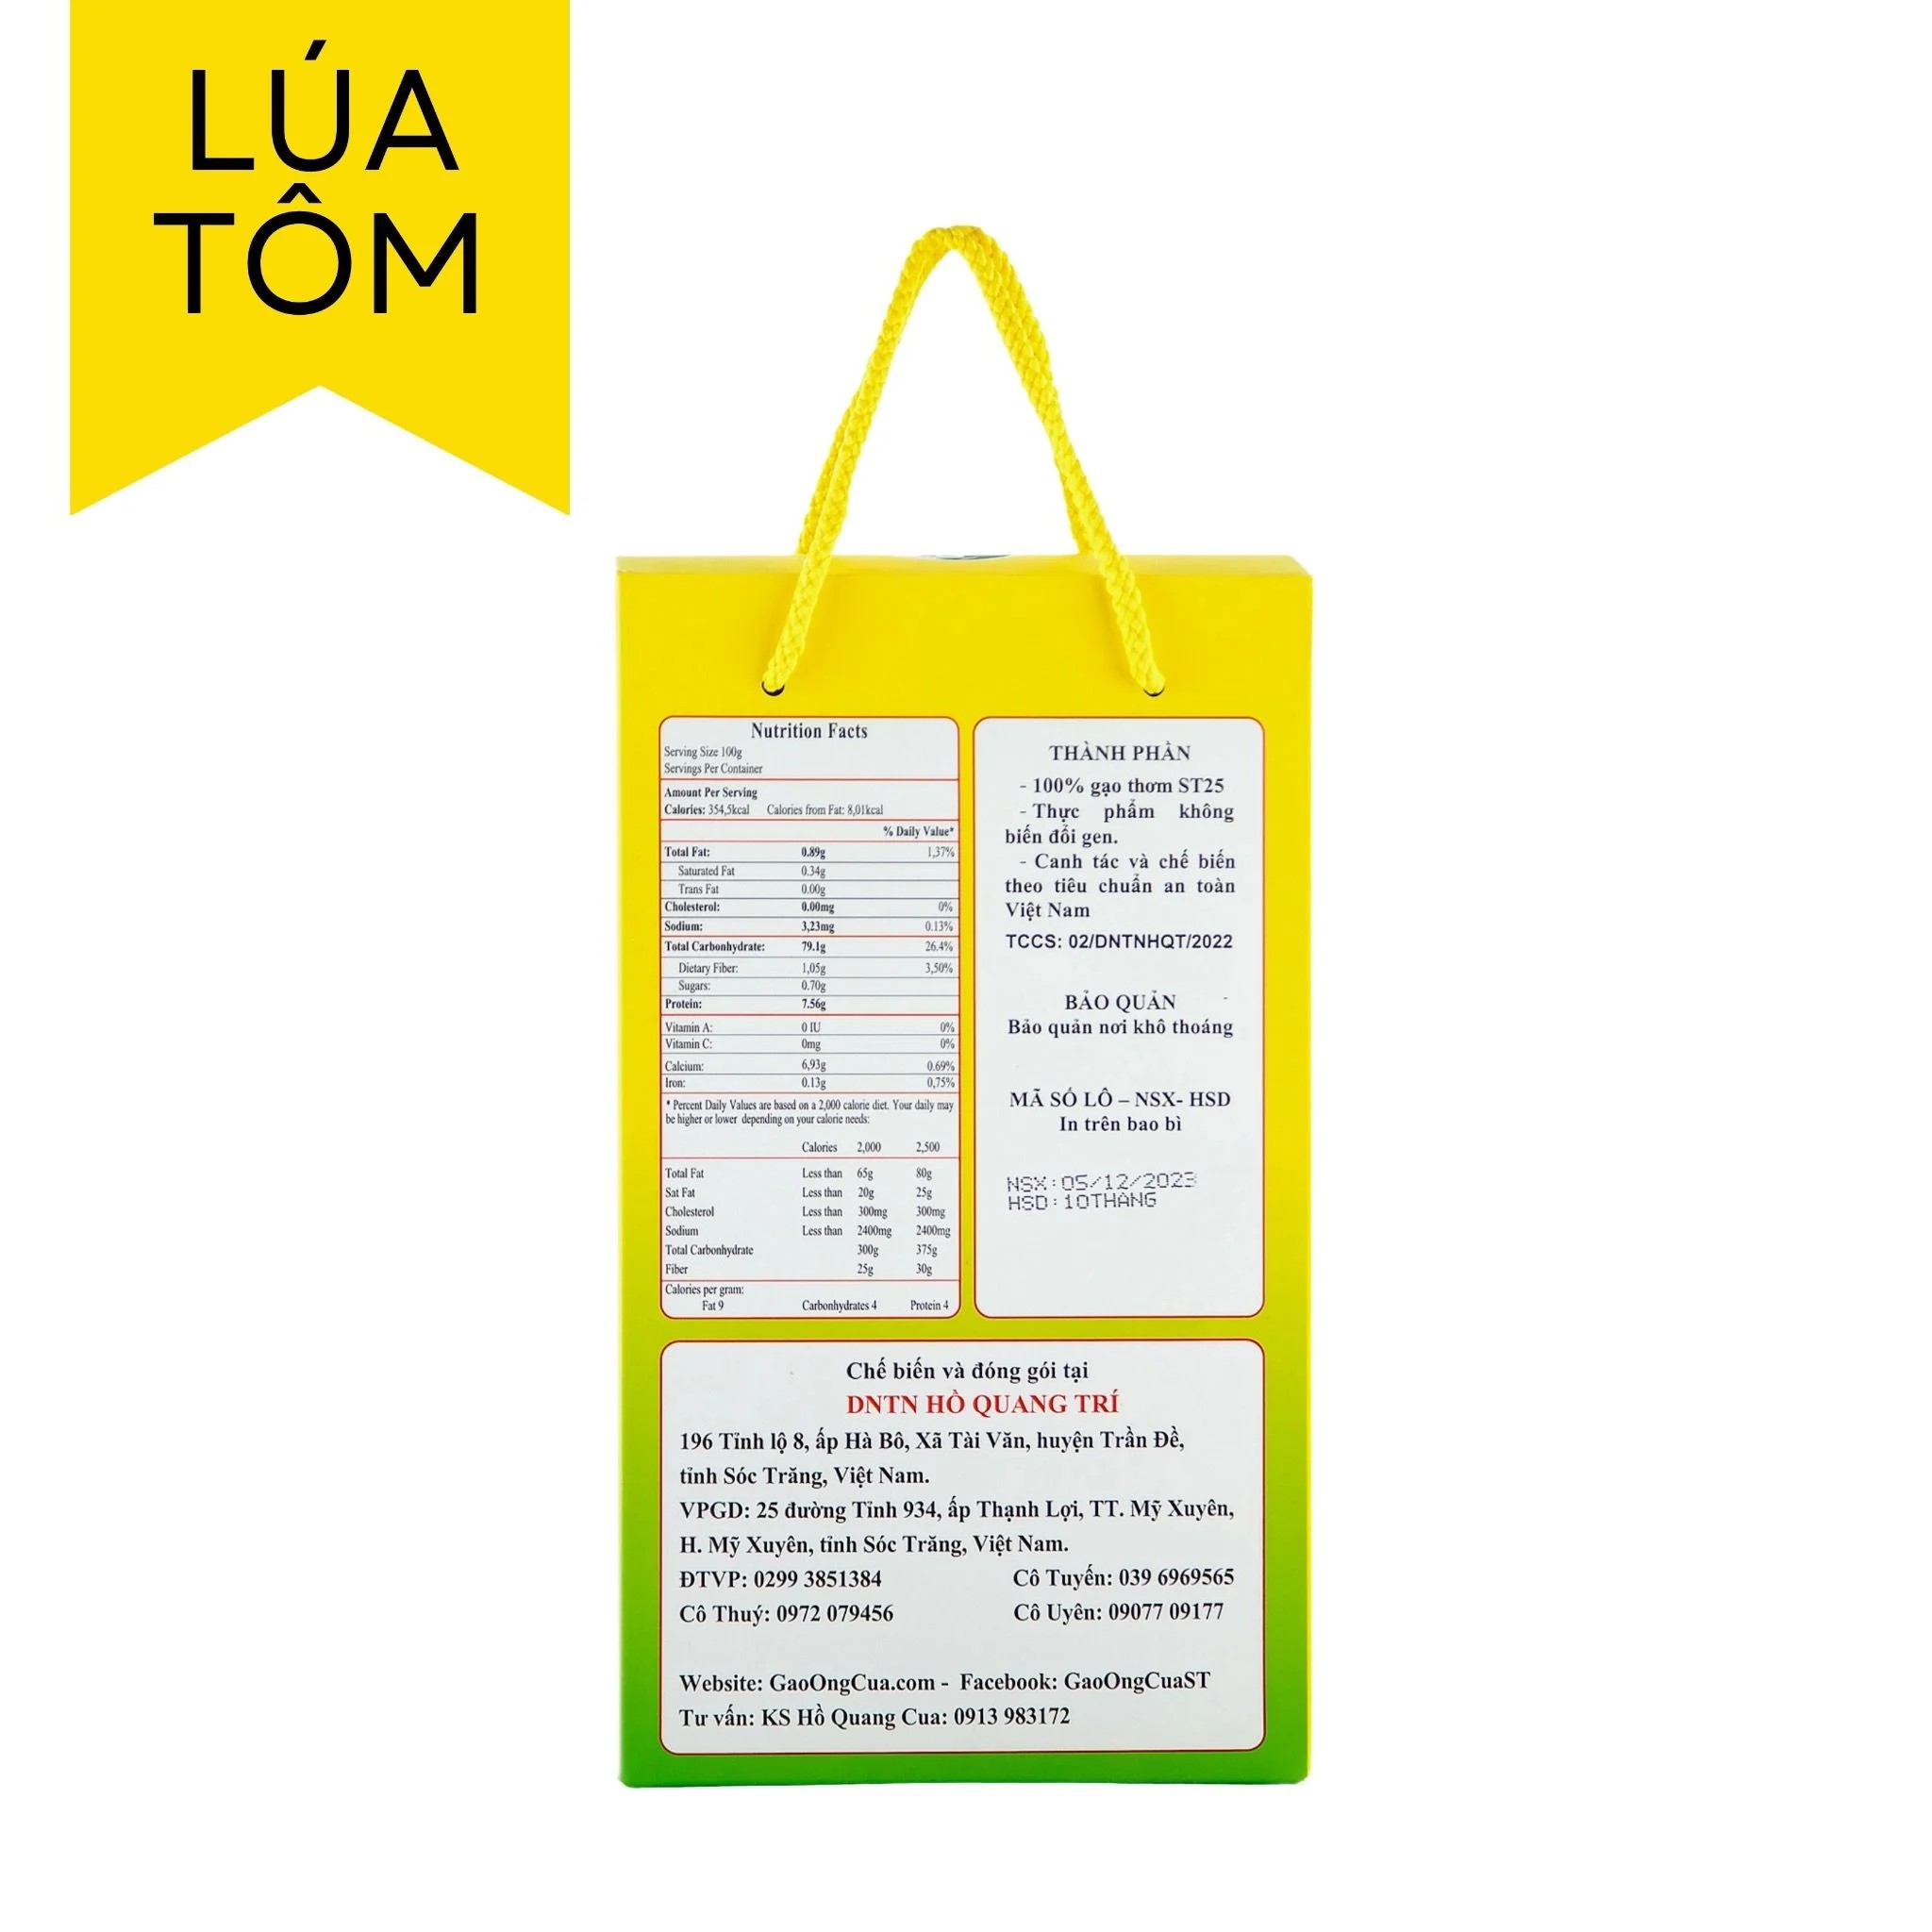 LÚA
TÔM
Nutrition Facts
Serving Size 100g
Servings Per Container
Amount Per Serving
Calories: 354,5kcal Calories from Fat: 8,01kcal
% Daily Value*
Total Fat: 0.89g 1,37%
Saturated Fat 0.34g
Trans Fat 0.00g
Cholesterol: 0.00mg 0%
Sodium: 3,23mg 0.13%
Total Carbonhydrate: 79.1g 26.4%
Dietary Fiber: 1,05g 3,50%
Sugars: 0.70g
Protein: 7.56g
Vitamin A: 0 IU 0%
Vitamin C: 0mg 0%
Calcium: 6,93g 0.69%
Iron: 0.13g 0,75%
* Percent Daily Values are based on a 2,000 calorie diet. Your daily may
be higher or lower depending on your calorie needs:
Calories 2,000 2,500
Total Fat Less than 65g 80g
Sat Fat Less than 20g 25g
Cholesterol Less than 300mg 300mg
Sodium Less than 2400mg 2400mg
Total Carbonhydrate 300g 375g
Fiber 25g 30g
Calories per gram:
Fat 9 Carbonhydrates 4 Protein 4
THÀNH PHẦN
- 100% gạo thơm ST25
- Thực phẩm không
biến đổi gen.
- Canh tác và chế biến
theo tiêu chuẩn an toàn
Việt Nam
TCCS: 02/DNTNHQT/2022
BẢO QUẢN
Bảo quản nơi khô thoáng
MÃ SỐ LÔ – NSX- HSD
In trên bao bì
NSX:05/12/2023
HSD:10THANG
Chế biến và đóng gói tại
DNTN HỒ QUANG TRÍ
196 Tỉnh lộ 8, ấp Hà Bô, Xã Tài Văn, huyện Trần Đề,
tỉnh Sóc Trăng, Việt Nam.
VPGD: 25 đường Tỉnh 934, ấp Thạnh Lợi, TT. Mỹ Xuyên,
H. Mỹ Xuyên, tỉnh Sóc Trăng, Việt Nam.
ĐTVP: 0299 3851384 Cô Tuyến: 039 6969565
Cô Thuý: 0972 079456 Cô Uyên: 09077 09177
Website: GaoOngCua.com - Facebook: GaoOngCuaST
Tư vấn: KS Hồ Quang Cua: 0913 983172